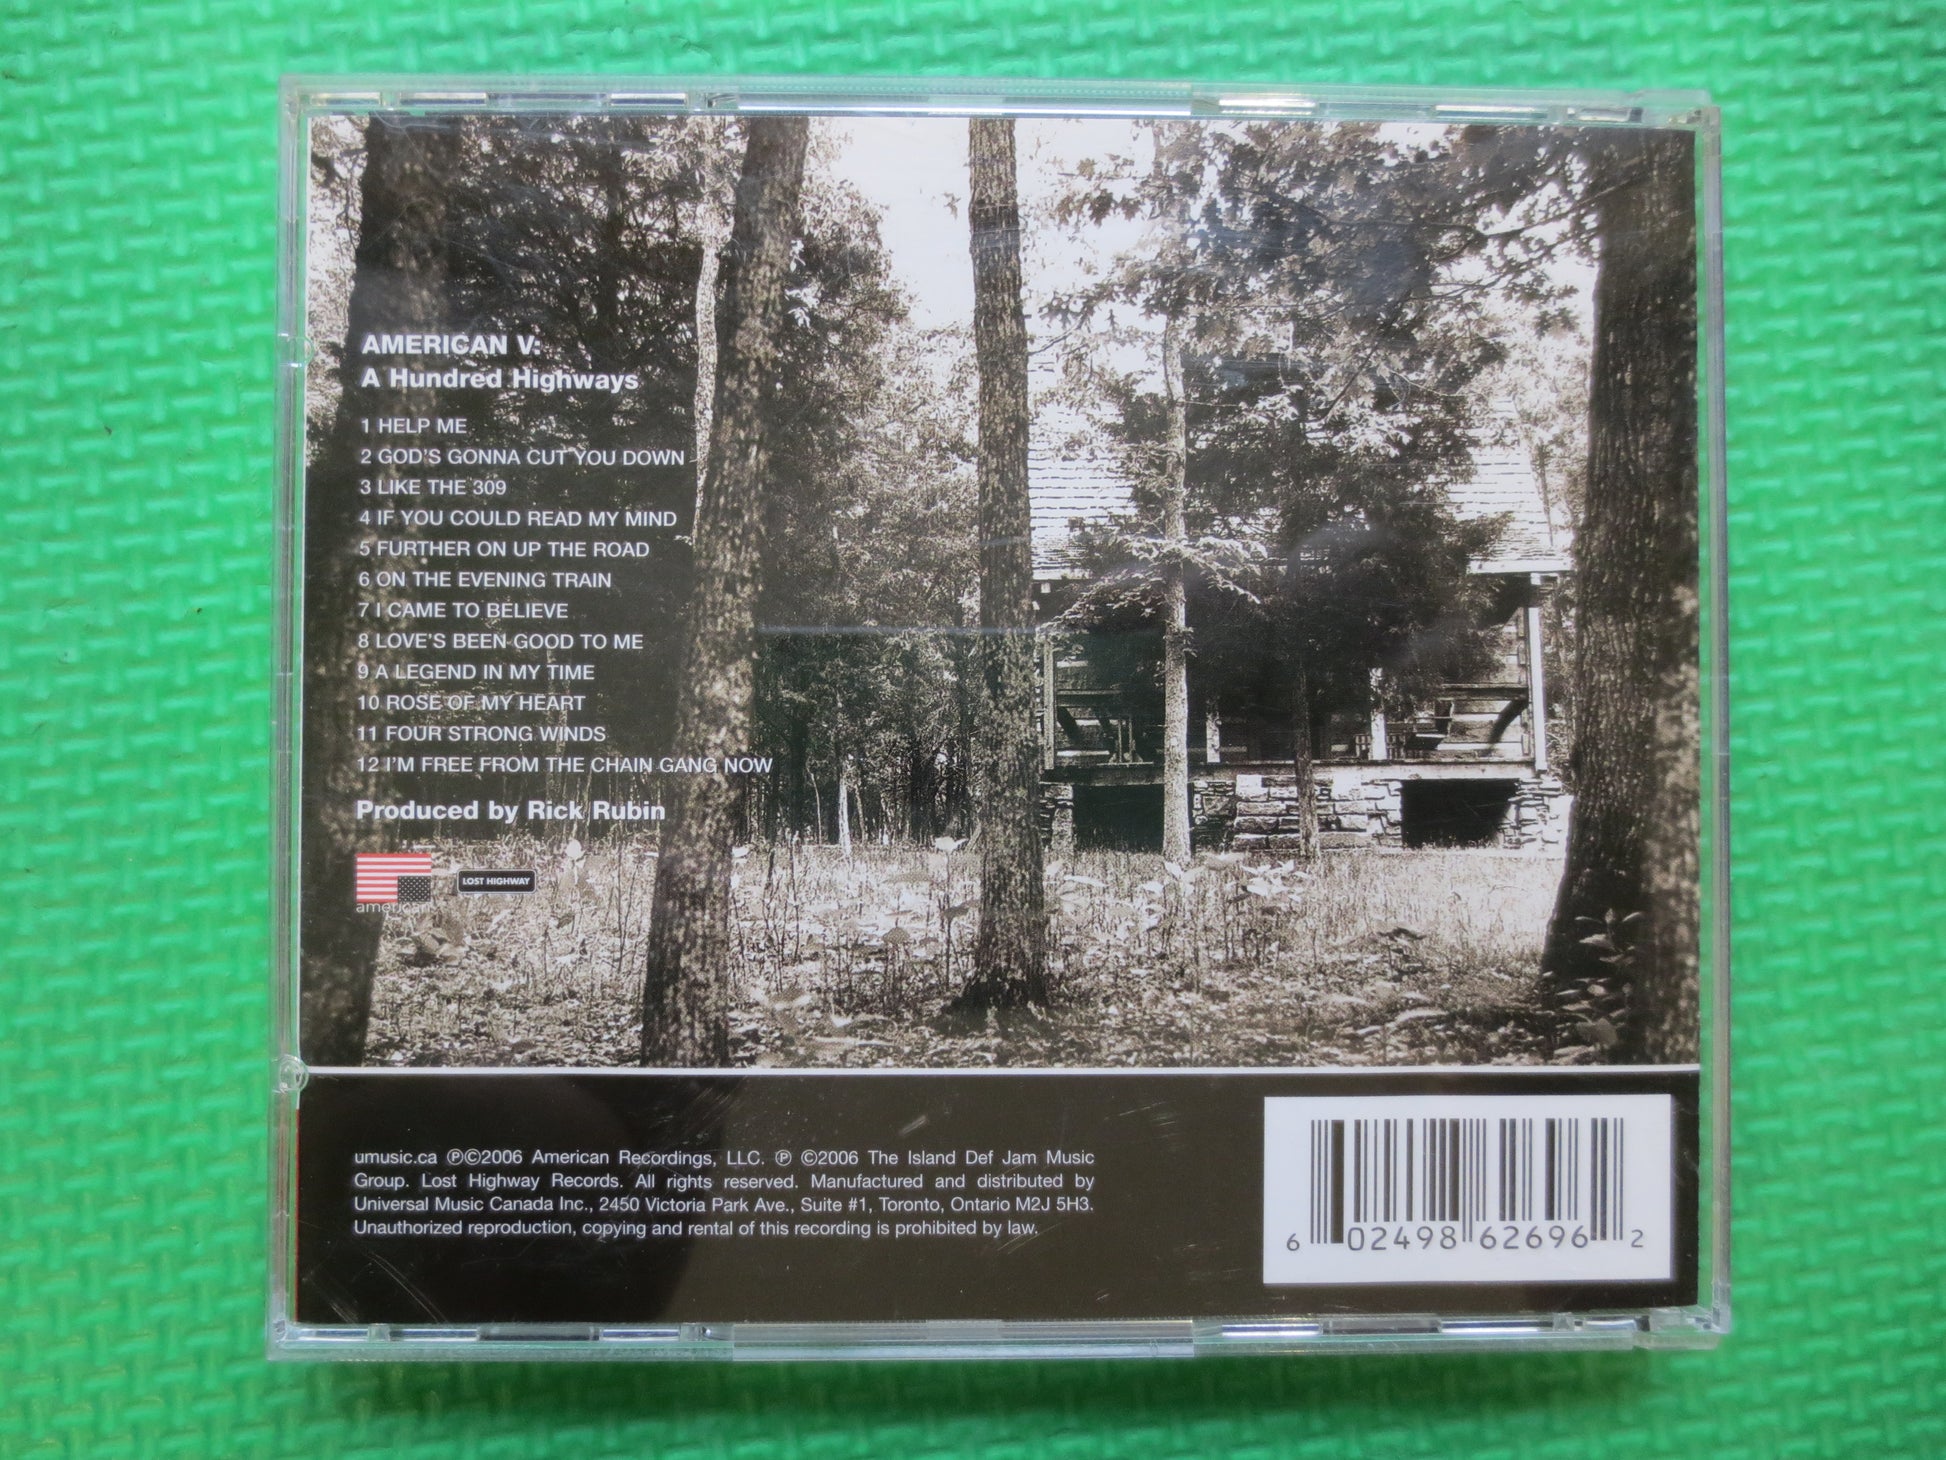 AMERICAN V:
A Hundred Highways
1 HELP ME
2 GOD'S GONNA CUT YOU DOWN
3 LIKE THE 309
4 IF YOU COULD READ MY MIND
5 FURTHER ON UP THE ROAD
6 ON THE EVENING TRAIN
7 I CAME TO BELIEVE
8 LOVE'S BEEN GOOD TO ME
9 A LEGEND IN MY TIME
10 ROSE OF MY HEART
11 FOUR STRONG WINDS
12 I'M FREE FROM THE CHAIN GANG NOW
Produced by Rick Rubin
american
LOST HIGHWAY
umusic.ca ℗©2006 American Recordings, LLC. ℗ ©2006 The Island Def Jam Music
Group. Lost Highway Records. All rights reserved. Manufactured and distributed by
Universal Music Canada Inc., 2450 Victoria Park Ave., Suite #1, Toronto, Ontario M2J 5H3.
Unauthorized reproduction, copying and rental of this recording is prohibited by law.
6 02498 62696 2